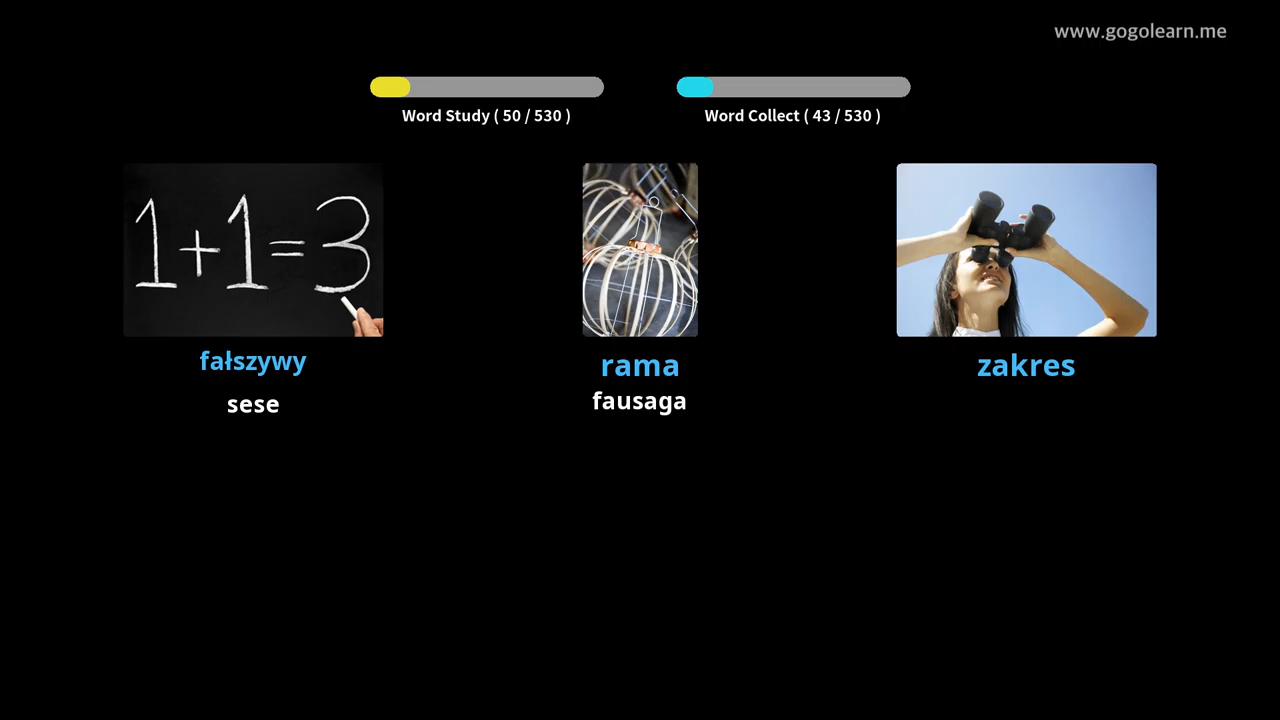 www.gogolearn.me
Word Study ( 50 / 530 )
Word Collect ( 43 / 530 )
1+1=3
fałszywy
rama
zakres
sese
fausaga